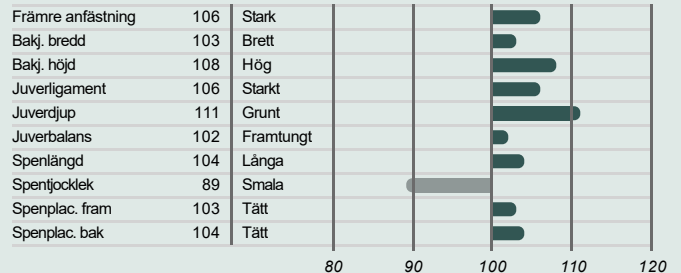 Främre anfästning 106 Stark
Bakj. bredd 103 Brett
Bakj. höjd 108 Hög
Juverligament 106 Starkt
Juverdjup 111 Grunt
Juverbalans 102 Framtungt
Spenlängd 104 Långa
Spentjocklek 89 Smala
Spenplac. fram 103 Tätt
Spenplac. bak 104 Tätt
80 90 100 110 120